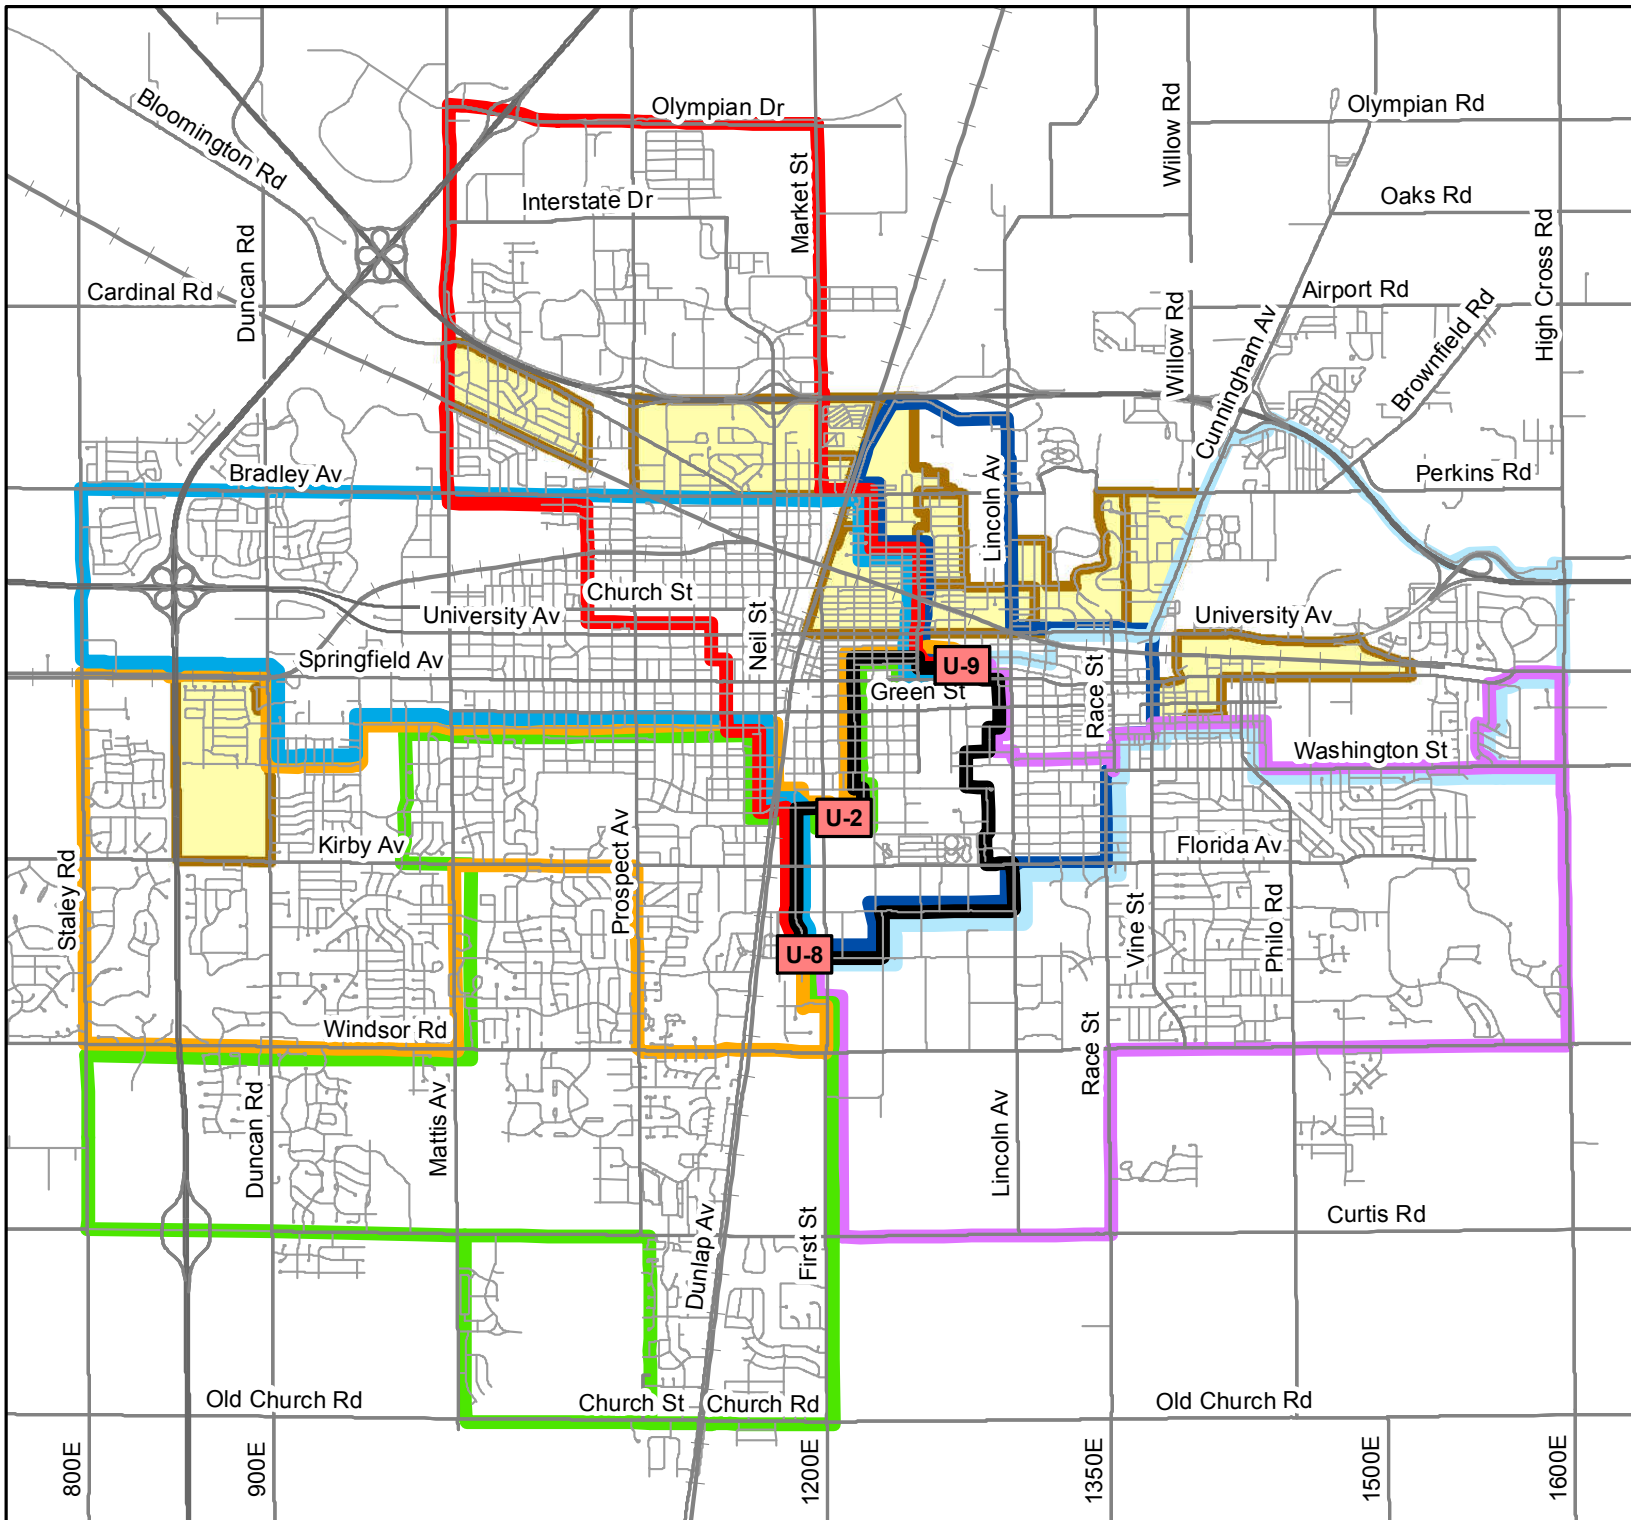 Olympian Dr
Olympian Rd
Bloomington Rd
Willow Rd
Interstate Dr
Market St
Oaks Rd
Duncan Rd
High Cross Rd
Cardinal Rd
Airport Rd
Willow Rd
Cunningham Av
Brownfield Rd
Bradley Av
Perkins Rd
Lincoln Av
Church St
University Av
University Av
Neil St
Springfield Av
U-9
Green St
Race St
Washington St
U-2
Kirby Av
Prospect Av
Florida Av
Staley Rd
Vine St
Philo Rd
U-8
Windsor Rd
Race St
Duncan Rd
Mattis Av
Lincoln Av
First St
Dunlap Av
Curtis Rd
Old Church Rd
Church St
Church Rd
Old Church Rd
800E
900E
1200E
1350E
1500E
1600E